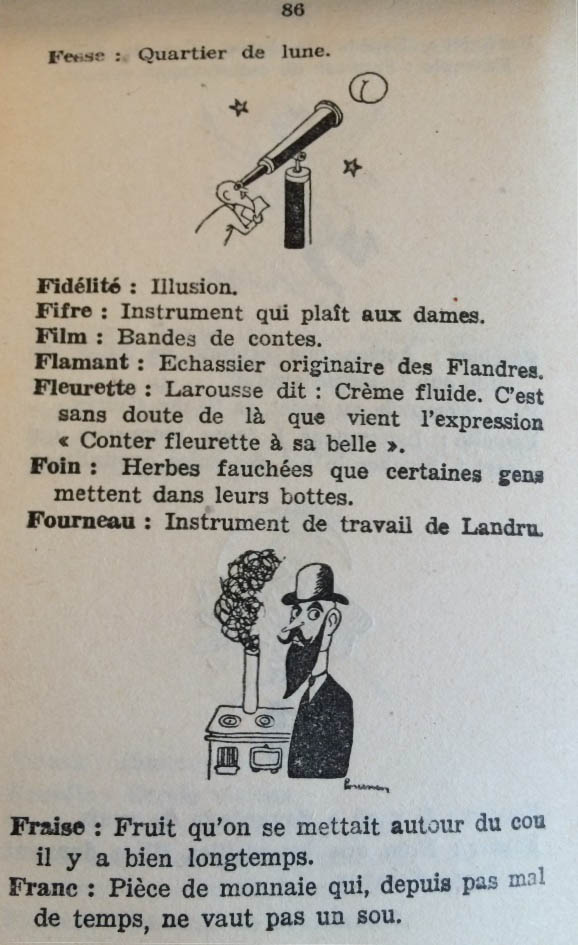 86
Fesse : Quartier de lune.
Fidélité : Illusion.
Fifre : Instrument qui plaît aux dames.
Film : Bandes de contes.
Flamant : Echassier originaire des Flandres.
Fleurette : Larousse dit : Crème fluide. C'est
sans doute de là que vient l'expression
« Conter fleurette à sa belle ».
Foin : Herbes fauchées que certaines gens
mettent dans leurs bottes.
Fourneau : Instrument de travail de Landru.
Fraise : Fruit qu'on se mettait autour du cou
il y a bien longtemps.
Franc : Pièce de monnaie qui, depuis pas mal
de temps, ne vaut pas un sou.